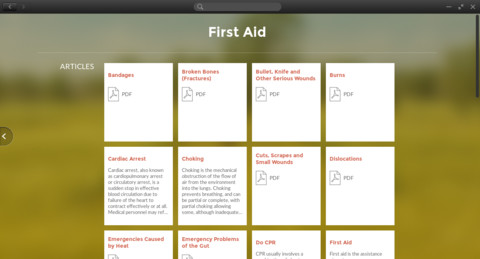 First Aid
ARTICLES
Bandages
PDF
Broken Bones
(Fractures)
PDF
Bullet, Knife and
Other Serious Wounds
PDF
Burns
PDF
Cardiac Arrest
Cardiac arrest, also known
as cardiopulmonary arrest
or circulatory arrest, is a
sudden stop in effective
blood circulation due to
failure of the heart to
contract effectively or at all.
Medical personnel may ref...
Choking
Choking is the mechanical
obstruction of the flow of
air from the environment
into the lungs. Choking
prevents breathing, and can
be partial or complete, with
partial choking allowing
some, although inadequate...
Cuts, Scrapes and
Small Wounds
PDF
Dislocations
PDF
Emergencies Caused
by Heat
Emergency Problems
of the Gut
Do CPR
CPR usually involves a
First Aid
First aid is the assistance